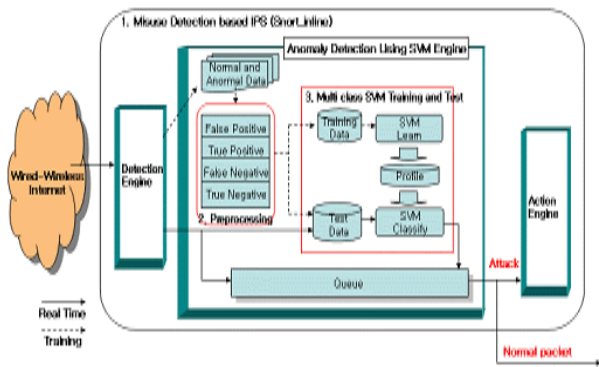 1. Misuse Detection based IPS (Snort_inline)
Anomaly Detection Using SVM Engine
Normal and
Anormal Data
3. Multi class SVM Training and Test
Training
Data
SVM
Learn
False Positive
True Positive
False Negative
True Negative
Profile
2. Preprocessing
Test
Data
SVM
Classify
Wired-Wireless
Internet
Detection
Engine
Action
Engine
Queue
Attack
Real Time
Training
Normal packet